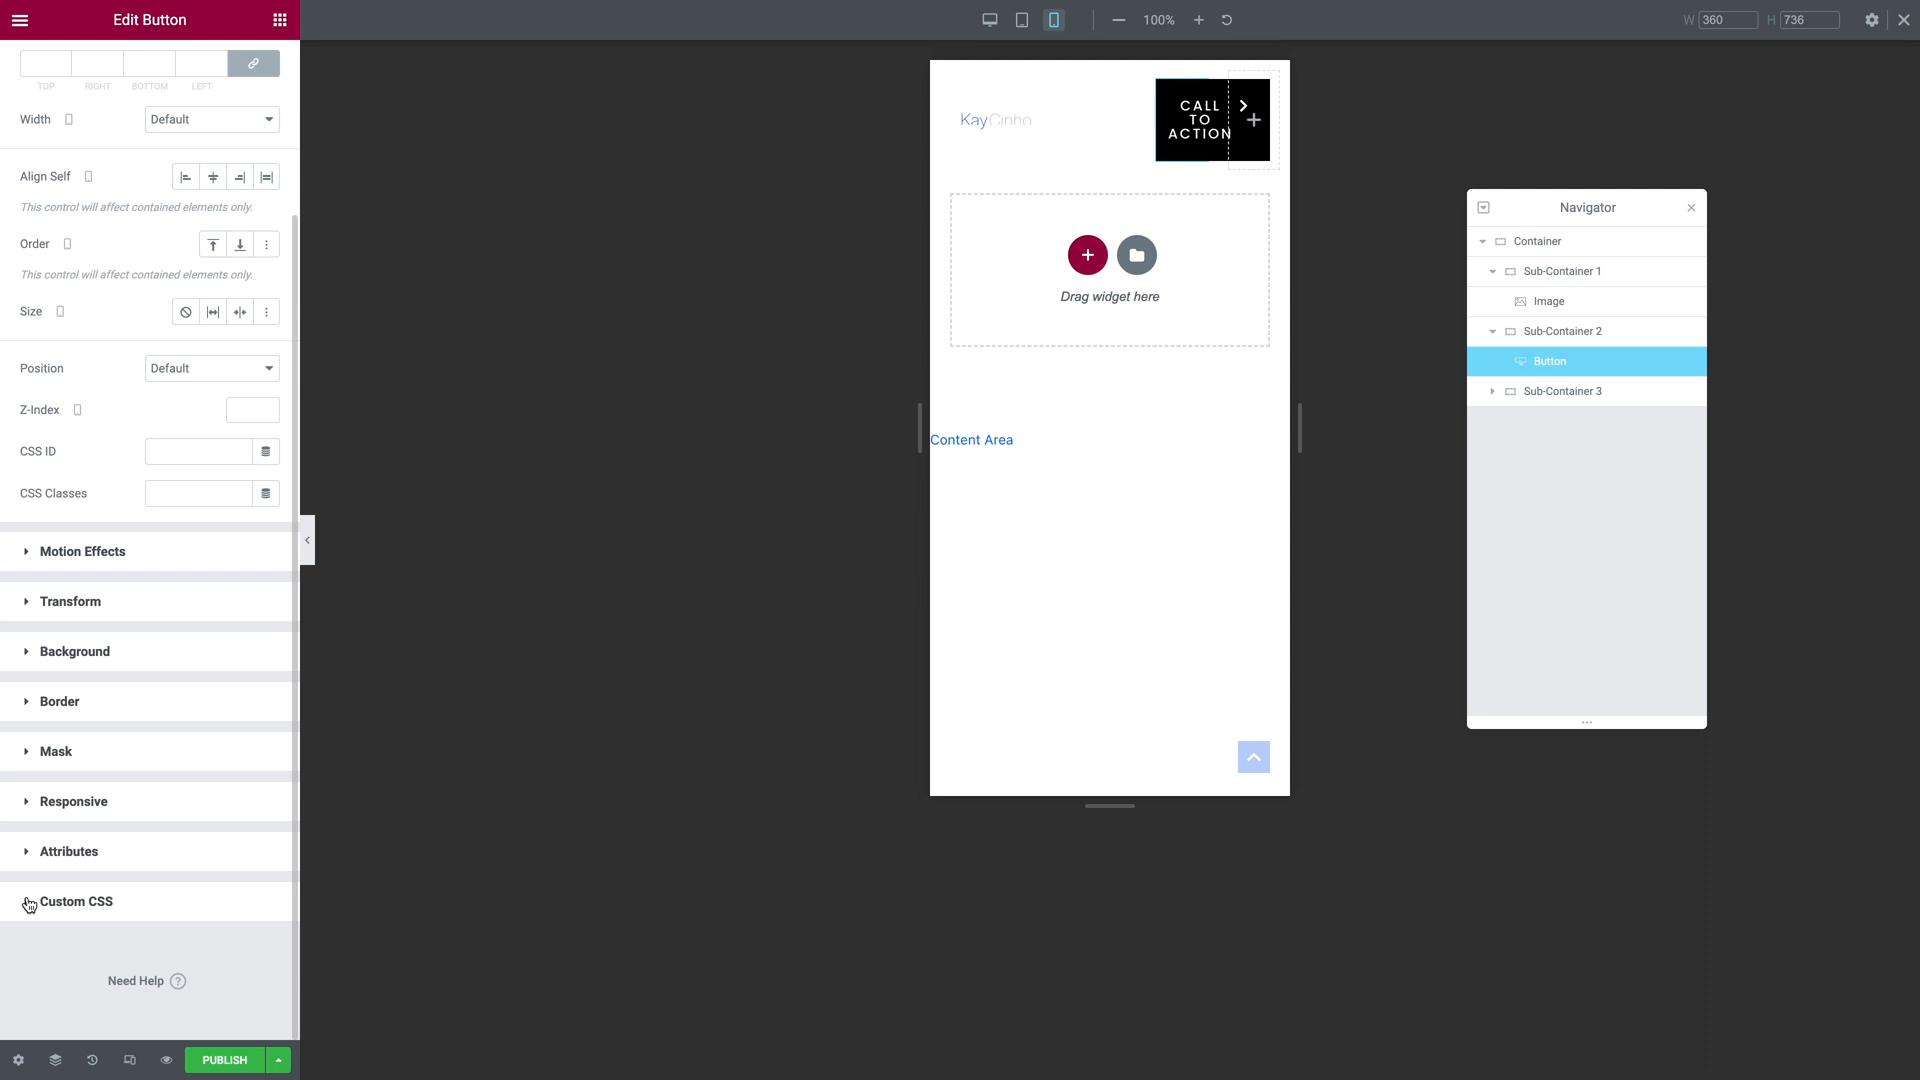 Edit Button
100%
W 360 H 736
TOP RIGHT BOTTOM LEFT
Width Default
Align Self
This control will affect contained elements only.
Order
This control will affect contained elements only.
Size
Position Default
Z-Index
CSS ID
CSS Classes
Motion Effects
Transform
Background
Border
Mask
Responsive
Attributes
Custom CSS
Need Help ?
PUBLISH
KayCinho
CALL
TO
ACTION
Drag widget here
Content Area
Navigator
Container
Sub-Container 1
Image
Sub-Container 2
Button
Sub-Container 3